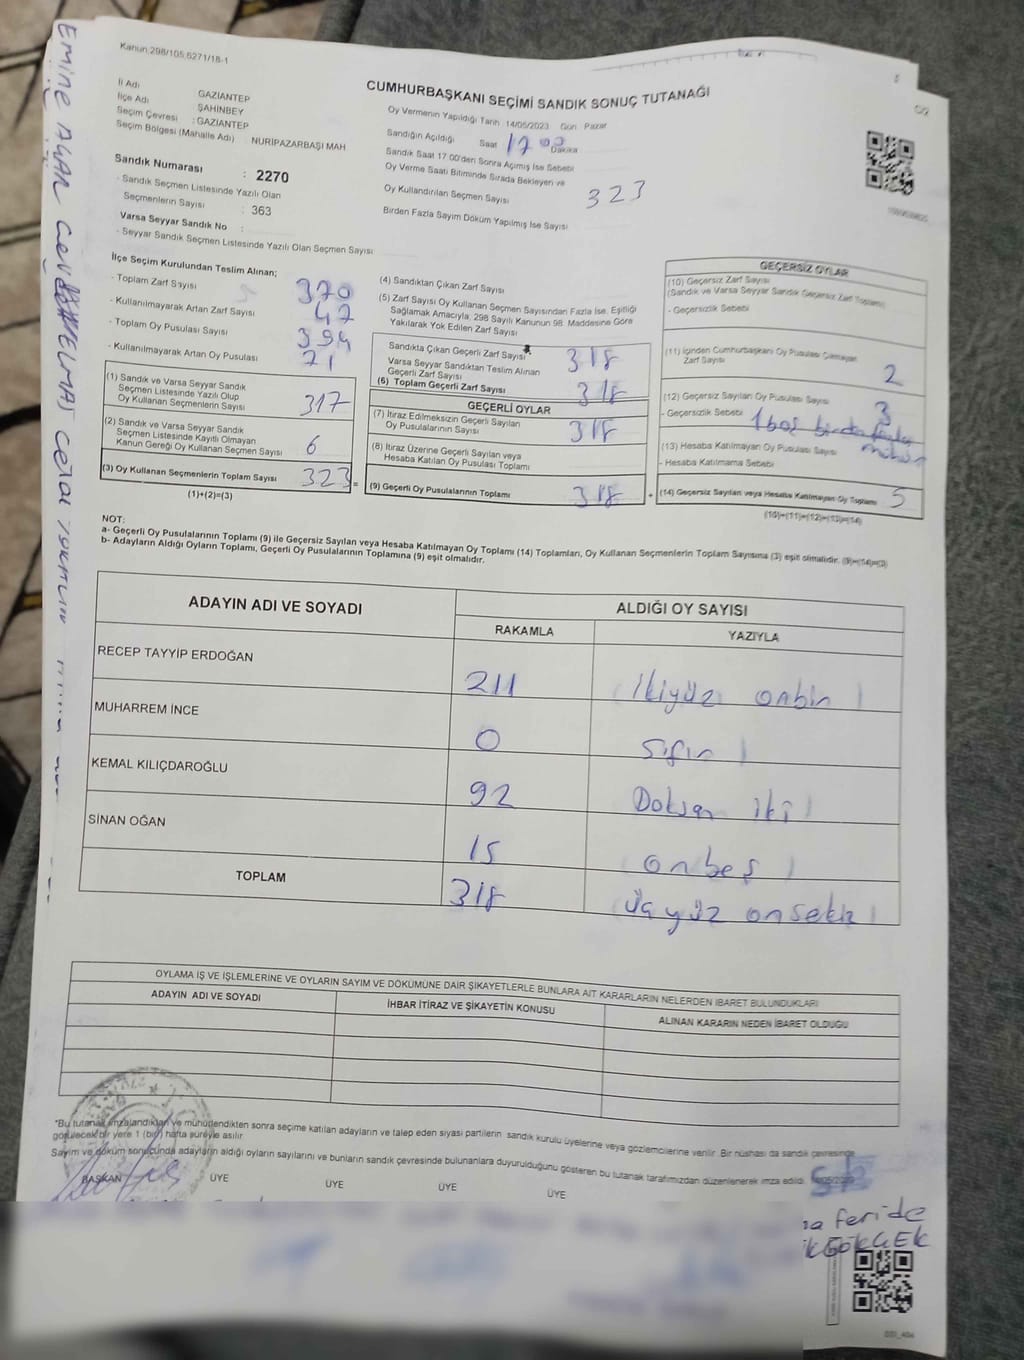 Kanun:298/105;6271/18-1
C/2
CUMHURBAŞKANI SEÇİMİ SANDIK SONUÇ TUTANAĞI
İl Adı GAZİANTEP
İlçe Adı ŞAHİNBEY
Seçim Çevresi : GAZİANTEP
Seçim Bölgesi (Mahalle Adı) : NURİPAZARBAŞI MAH
Sandık Numarası : 2270
- Sandık Seçmen Listesinde Yazılı Olan
Seçmenlerin Sayısı : 363
Varsa Seyyar Sandık No :
- Seyyar Sandık Seçmen Listesinde Yazılı Olan Seçmen Sayısı
Oy Vermenin Yapıldığı Tarih 14/05/2023 Gün Pazar
Sandığın Açıldığı Saat 17 00 Dakika
Sandık Saat 17.00'den Sonra Açımış İse Sebebi
Oy Verme Saati Bitiminde Sırada Bekleyen ve
Oy Kullandırılan Seçmen Sayısı 323
Birden Fazla Sayım Döküm Yapılmış İse Sayısı
İlçe Seçim Kurulundan Teslim Alınan;
- Toplam Zarf Sayısı 370
- Kullanılmayarak Artan Zarf Sayısı 47
- Toplam Oy Pusulası Sayısı 394
- Kullanılmayarak Artan Oy Pusulası 71
(1) Sandık ve Varsa Seyyar Sandık
Seçmen Listesinde Yazılı Olup
Oy Kullanan Seçmenlerin Sayısı 317
(2) Sandık ve Varsa Seyyar Sandık
Seçmen Listesinde Kayıtlı Olmayan
Kanun Gereği Oy Kullanan Seçmen Sayısı 6
(3) Oy Kullanan Seçmenlerin Toplam Sayısı 323 =
(1)+(2)=(3)
(4) Sandıktan Çıkan Zarf Sayısı
(5) Zarf Sayısı Oy Kullanan Seçmen Sayısından Fazla İse, Eşitliği
Sağlamak Amacıyla, 298 Sayılı Kanunun 98. Maddesine Göre
Yakılarak Yok Edilen Zarf Sayısı
Sandıkta Çıkan Geçerli Zarf Sayısı 318
Varsa Seyyar Sandıktan Teslim Alınan
Geçerli Zarf Sayısı
(6) Toplam Geçerli Zarf Sayısı 318
GEÇERLİ OYLAR
(7) İtiraz Edilmeksizin Geçerli Sayılan
Oy Pusulalarının Sayısı 318
(8) İtiraz Üzerine Geçerli Sayılan veya
Hesaba Katılan Oy Pusulası Toplamı
(9) Geçerli Oy Pusulalarının Toplamı 318 +
GEÇERSİZ OYLAR
(10) Geçersiz Zarf Sayısı
(Sandık ve Varsa Seyyar Sandık Geçersiz Zarf Toplamı)
- Geçersizlik Sebebi
(11) İçinden Cumhurbaşkanı Oy Pusulası Çıkmayan
Zarf Sayısı 2
(12) Geçersiz Sayılan Oy Pusulası Sayısı 3
- Geçersizlik Sebebi 1 boş birden fazla
mühür
(13) Hesaba Katılmayan Oy Pusulası Sayısı
- Hesaba Katılmama Sebebi
(14) Geçersiz Sayılan veya Hesaba Katılmayan Oy Toplamı 5
(10)+(11)+(12)+(13)=(14)
NOT:
a- Geçerli Oy Pusulalarının Toplamı (9) ile Geçersiz Sayılan veya Hesaba Katılmayan Oy Toplamı (14) Toplamları, Oy Kullanan Seçmenlerin Toplam Sayısına (3) eşit olmalıdır. (9)+(14)=(3)
b- Adayların Aldığı Oyların Toplamı, Geçerli Oy Pusulalarının Toplamına (9) eşit olmalıdır.
ADAYIN ADI VE SOYADI ALDIĞI OY SAYISI
RAKAMLA YAZIYLA
RECEP TAYYİP ERDOĞAN 211 ikiyüz onbir
MUHARREM İNCE 0 Sıfır
KEMAL KILIÇDAROĞLU 92 Doksan iki
SİNAN OĞAN 15 onbeş
TOPLAM 318 üçyüz onsekiz
OYLAMA İŞ VE İŞLEMLERİNE VE OYLARIN SAYIM VE DÖKÜMÜNE DAİR ŞİKAYETLERLE BUNLARA AİT KARARLARIN NELERDEN İBARET BULUNDUKLARI
ADAYIN ADI VE SOYADI İHBAR İTİRAZ VE ŞİKAYETİN KONUSU ALINAN KARARIN NEDEN İBARET OLDUĞU
*Bu tutanak imzalandıktan ve mühürlendikten sonra seçime katılan adayların ve talep eden siyasi partilerin sandık kurulu üyelerine veya gözlemcilerine verilir. Bir nüshası da sandık çevresinde
görülecek bir yere 1 (bir) hafta süreyle asılır.
Sayım ve döküm sonucunda adayların aldığı oyların sayılarını ve bunların sandık çevresinde bulunanlara duyurulduğunu gösteren bu tutanak tarafımızdan düzenlenerek imza edildi.
BAŞKAN ÜYE ÜYE ÜYE ÜYE
feride